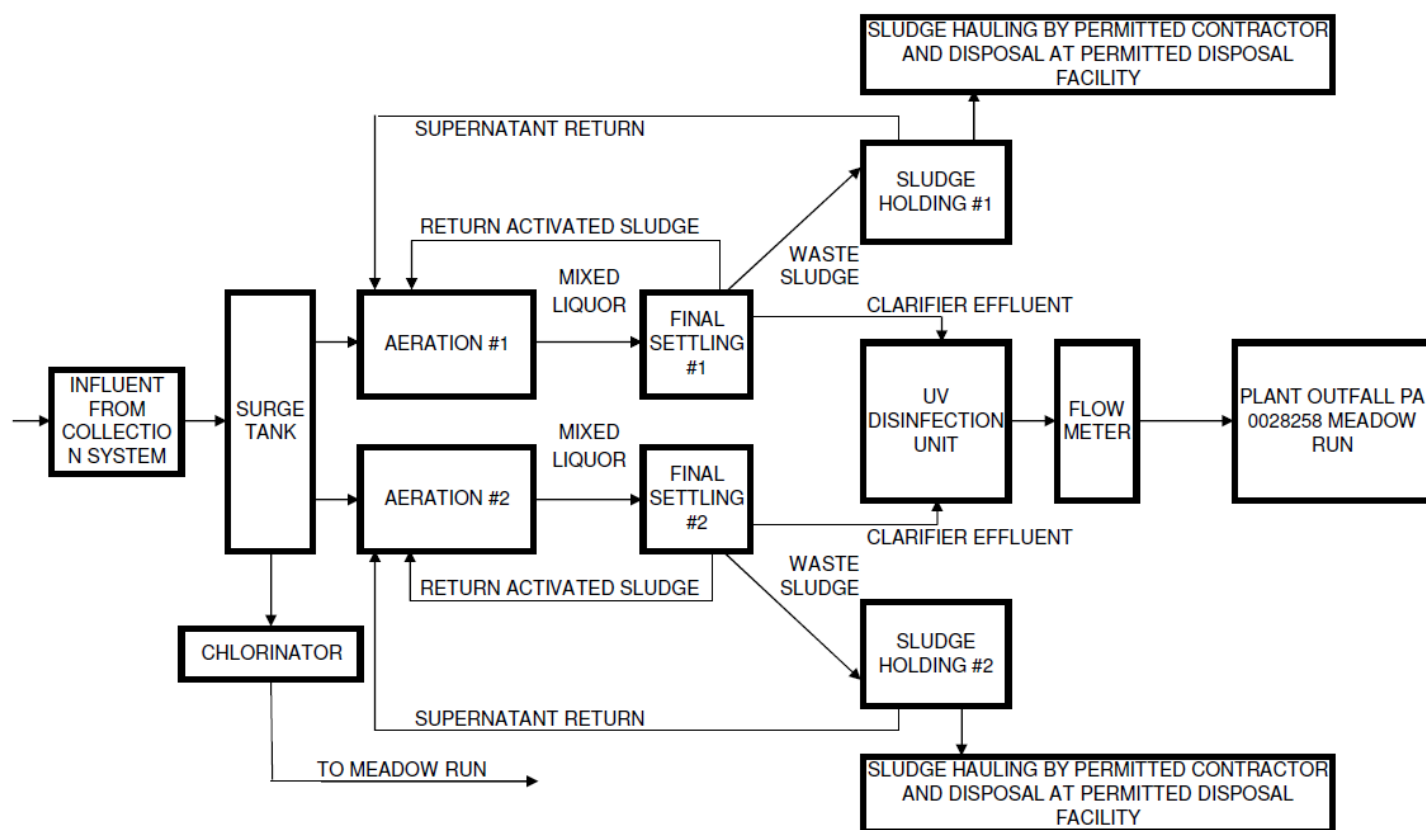 SLUDGE HAULING BY PERMITTED CONTRACTOR
AND DISPOSAL AT PERMITTED DISPOSAL
FACILITY
SUPERNATANT RETURN
SLUDGE
HOLDING #1
RETURN ACTIVATED SLUDGE
WASTE
SLUDGE
MIXED
LIQUOR
CLARIFIER EFFLUENT
AERATION #1
FINAL
SETTLING
#1
INFLUENT
FROM
COLLECTIO
N SYSTEM
SURGE
TANK
UV
DISINFECTION
UNIT
FLOW
METER
PLANT OUTFALL PA
0028258 MEADOW
RUN
MIXED
LIQUOR
AERATION #2
FINAL
SETTLING
#2
CLARIFIER EFFLUENT
WASTE
SLUDGE
RETURN ACTIVATED SLUDGE
CHLORINATOR
SLUDGE
HOLDING #2
SUPERNATANT RETURN
TO MEADOW RUN
SLUDGE HAULING BY PERMITTED CONTRACTOR
AND DISPOSAL AT PERMITTED DISPOSAL
FACILITY